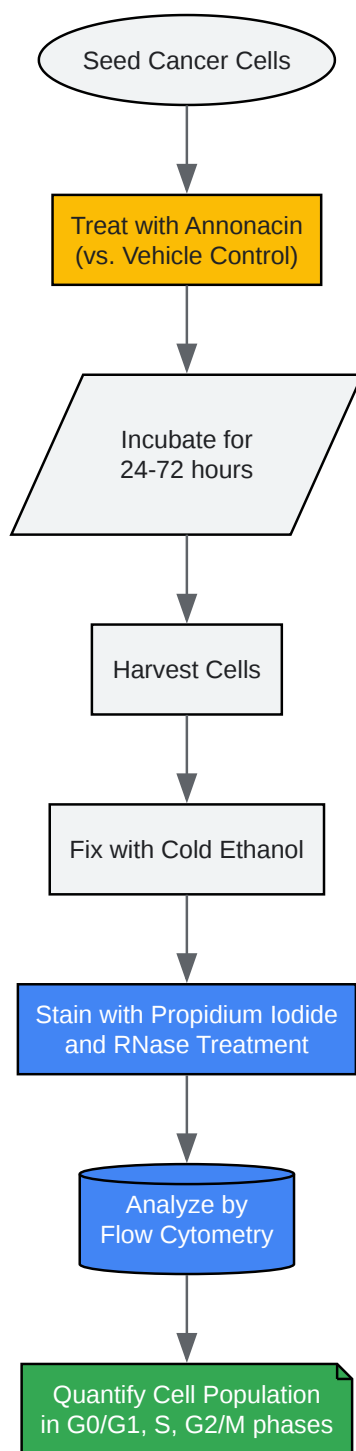 Seed Cancer Cells
Treat with Annonacin
(vs. Vehicle Control)
Incubate for
24-72 hours
Harvest Cells
Fix with Cold Ethanol
Stain with Propidium Iodide
and RNase Treatment
Analyze by
Flow Cytometry
Quantify Cell Population
in G0/G1, S, G2/M phases